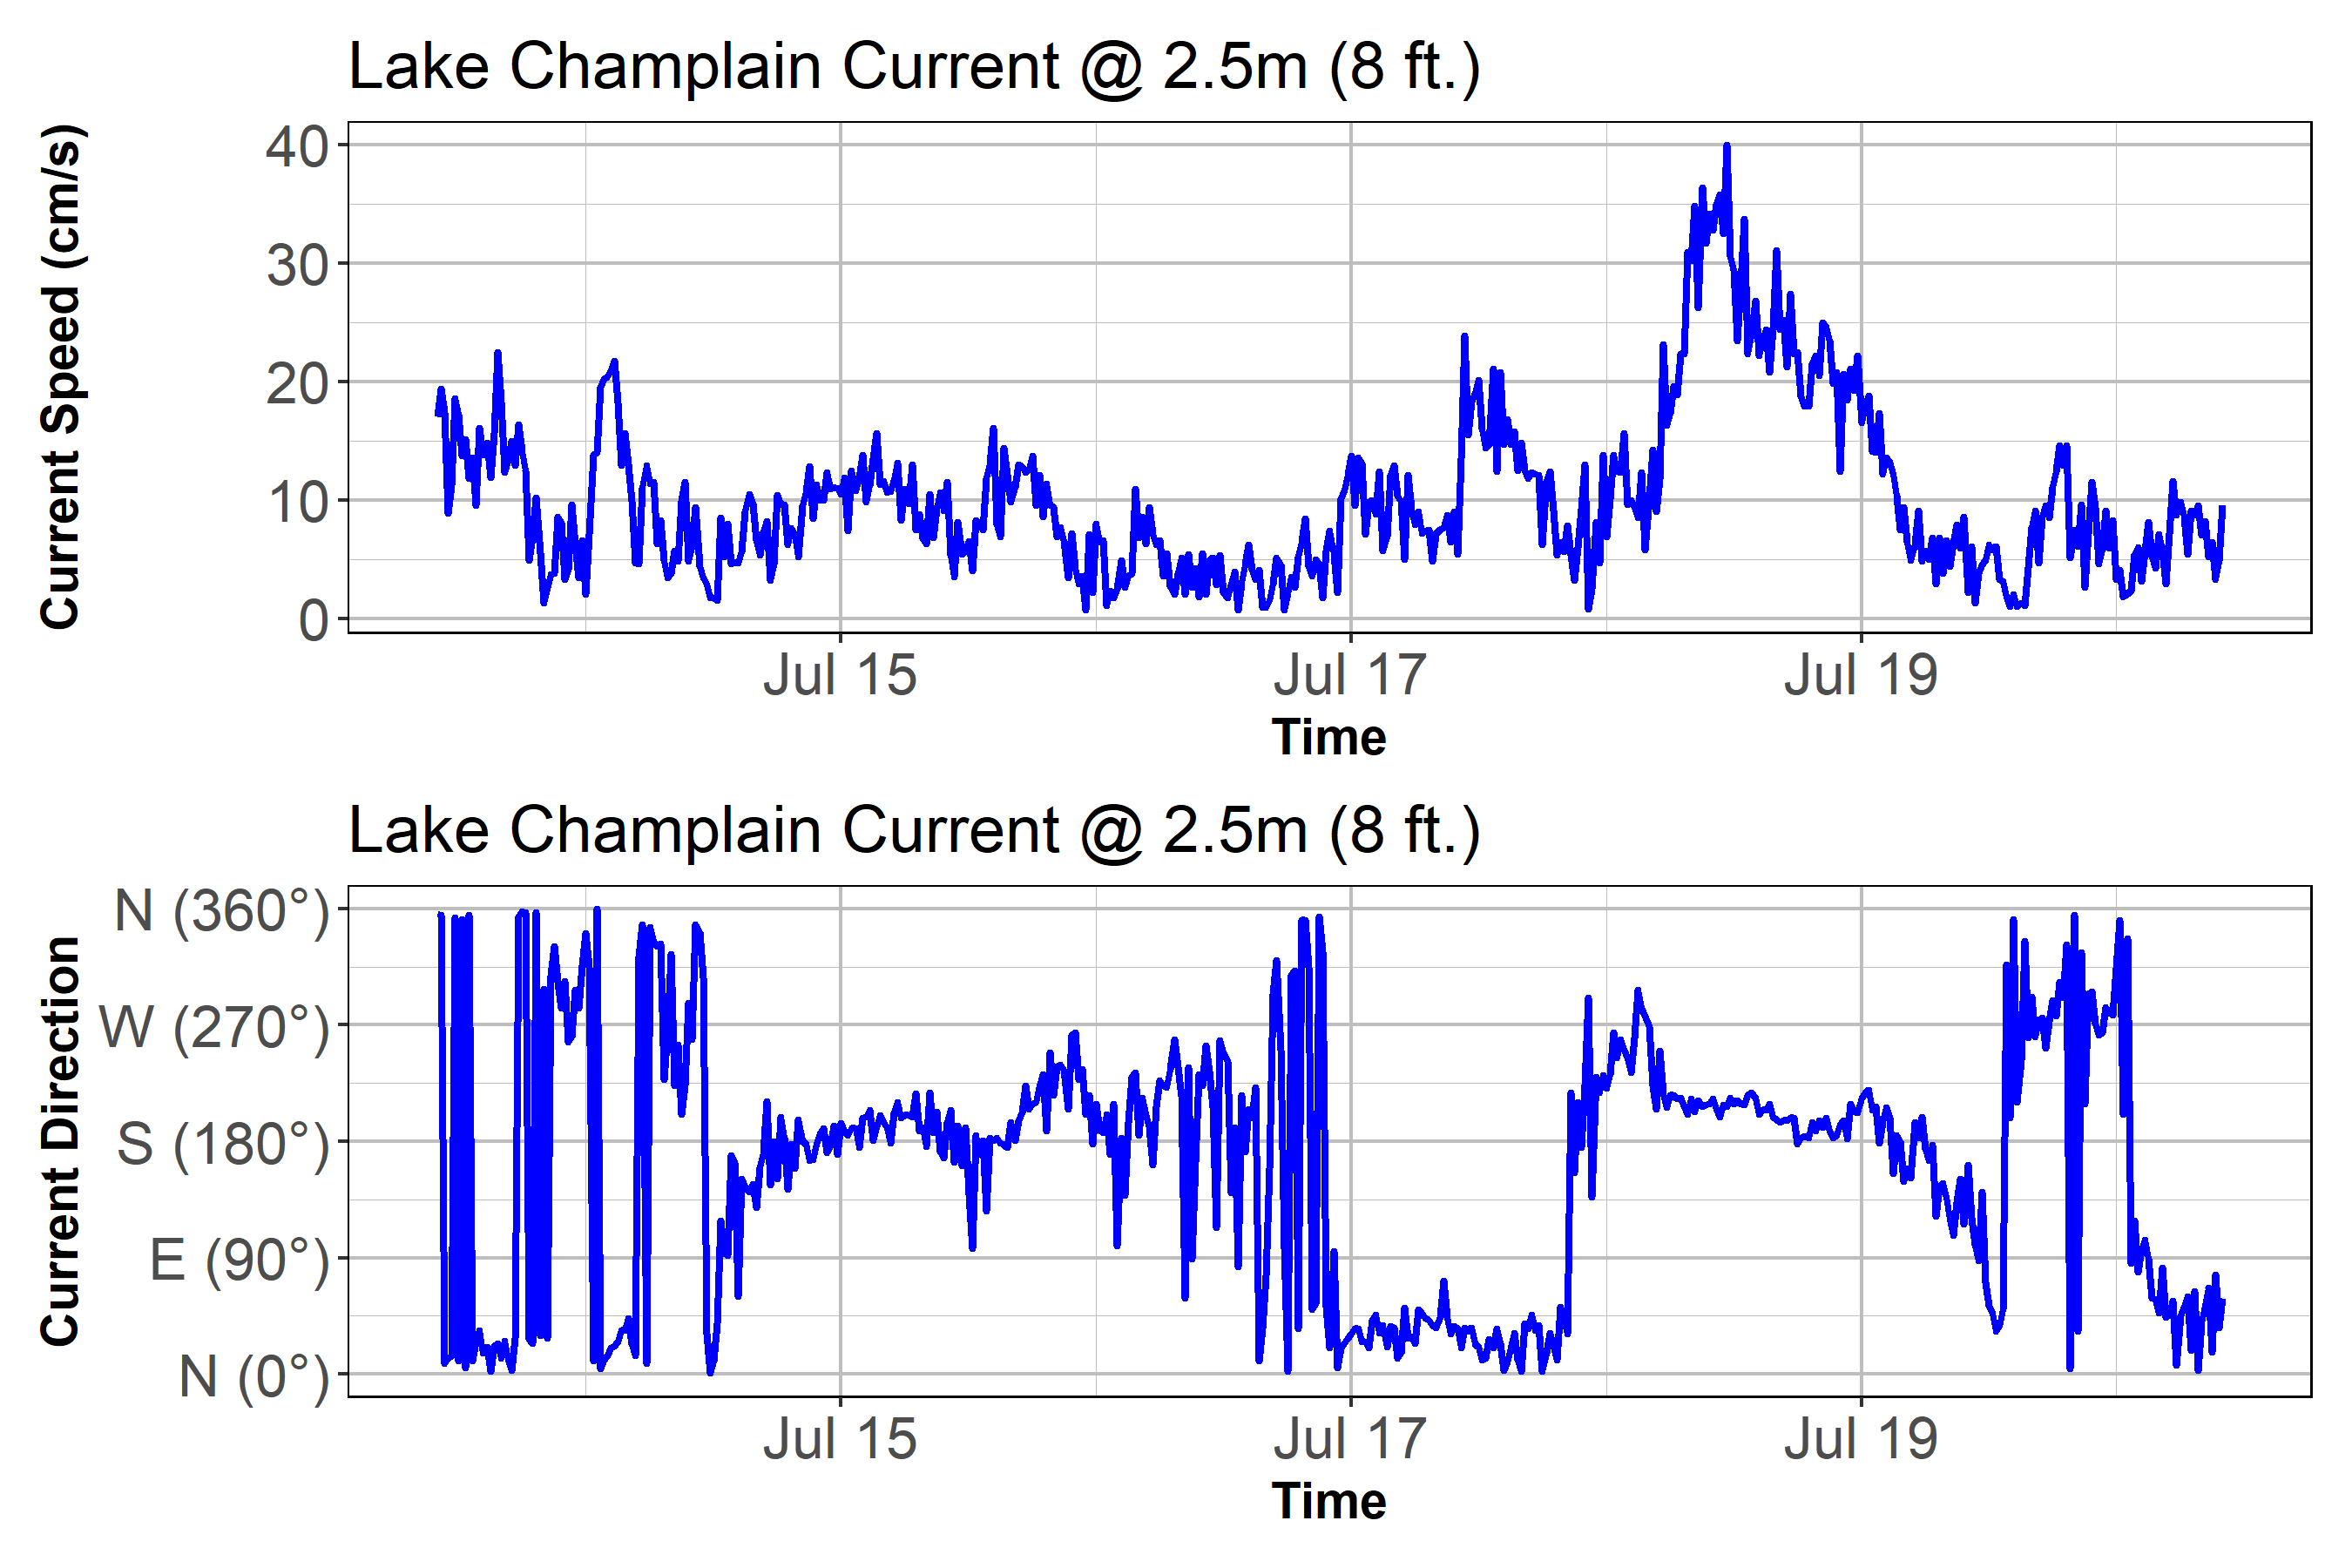 Lake Champlain Current @ 2.5m (8 ft.)
Current Speed (cm/s)
40
30
20
10
0
Jul 15 Jul 17 Jul 19
Time
Lake Champlain Current @ 2.5m (8 ft.)
Current Direction
N (360°)
W (270°)
S (180°)
E (90°)
N (0°)
Jul 15 Jul 17 Jul 19
Time